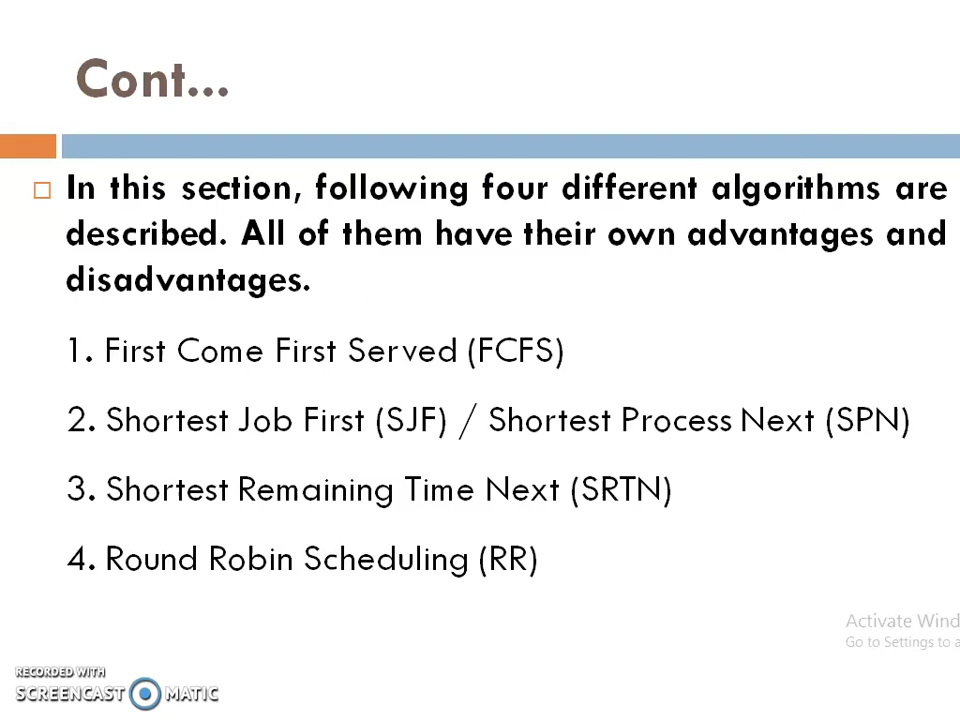 Cont...
In this section, following four different algorithms are
described. All of them have their own advantages and
disadvantages.
1. First Come First Served (FCFS)
2. Shortest Job First (SJF) / Shortest Process Next (SPN)
3. Shortest Remaining Time Next (SRTN)
4. Round Robin Scheduling (RR)
Activate Wind
Go to Settings to a
RECORDED WITH
SCREENCAST MATIC